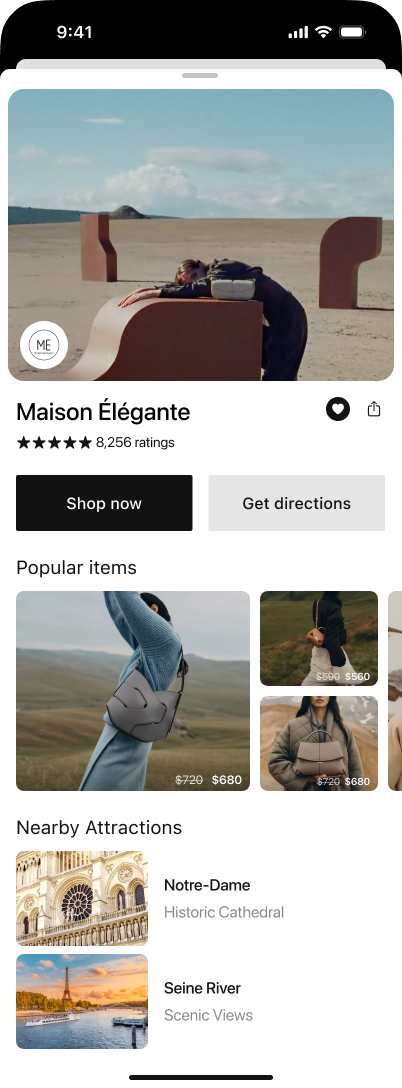 9:41
ME
Maison Élégante
★★★★★ 8,256 ratings
Shop now
Get directions
Popular items
$590 $560
$720 $680
$720 $680
Nearby Attractions
Notre-Dame
Historic Cathedral
Seine River
Scenic Views